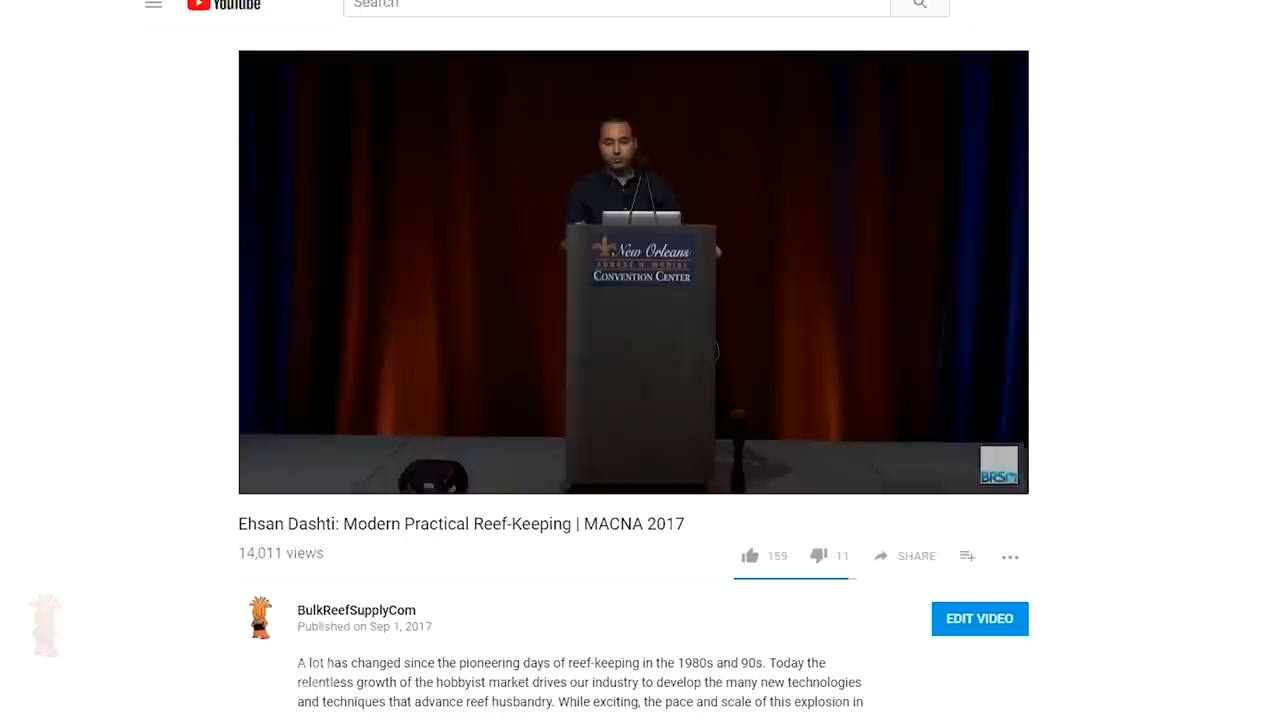 YouTube
Search
New Orleans
ERNEST N MORIAL
CONVENTION CENTER
BRS
Ehsan Dashti: Modern Practical Reef-Keeping | MACNA 2017
14,011 views
159
11
SHARE
BulkReefSupplyCom
Published on Sep 1, 2017
EDIT VIDEO
A lot has changed since the pioneering days of reef-keeping in the 1980s and 90s. Today the
relentless growth of the hobbyist market drives our industry to develop the many new technologies
and techniques that advance reef husbandry. While exciting, the pace and scale of this explosion in